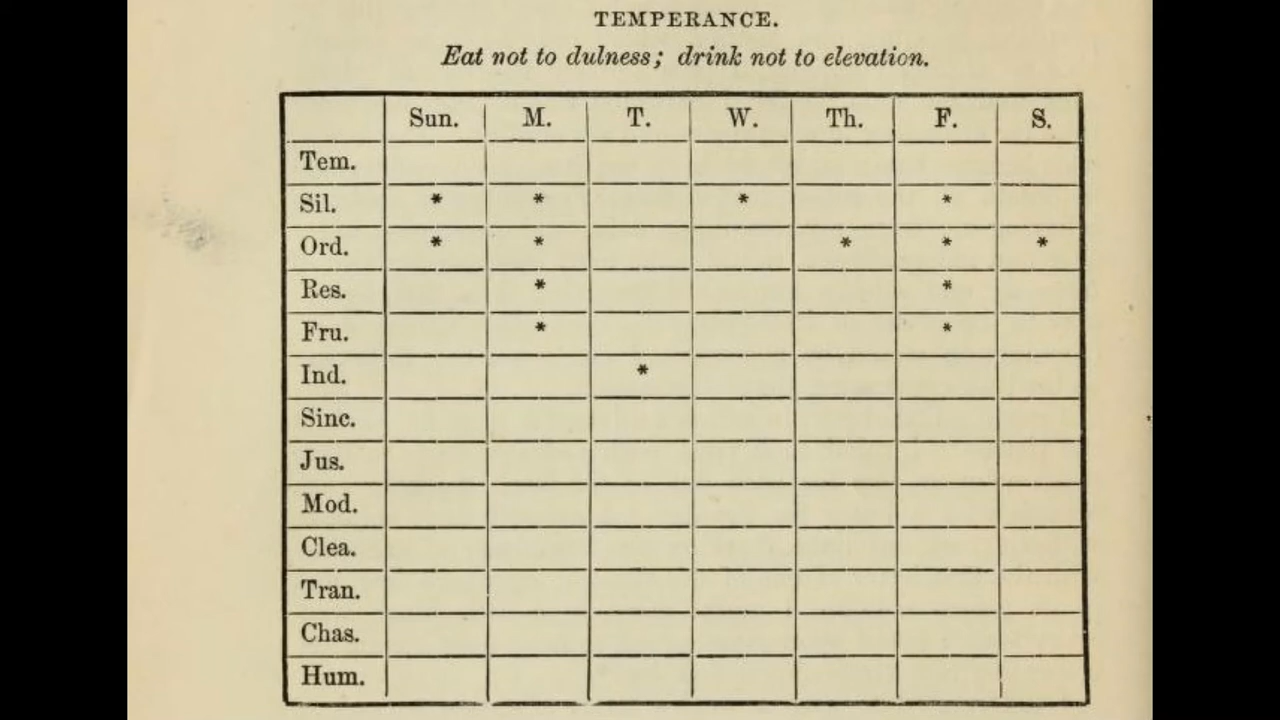 TEMPERANCE.
Eat not to dulness; drink not to elevation.
Sun. M. T. W. Th. F. S.
Tem.
Sil. * * * *
Ord. * * * * *
Res. * *
Fru. * *
Ind. *
Sinc.
Jus.
Mod.
Clea.
Tran.
Chas.
Hum.